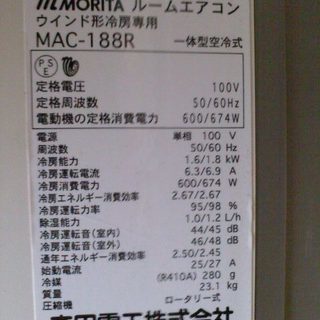 MORITA ルームエアコン
ウインド形冷房専用
MAC-188R 一体型空冷式
PSE
定格電圧 100V
定格周波数 50/60Hz
電動機の定格消費電力 600/674W
電源 単相 100 V
周波数 50/60 Hz
冷房能力 1.6/1.8 kW
冷房運転電流 6.3/6.9 A
冷房消費電力 600/674 W
冷房エネルギー消費効率 2.67/2.67
冷房運転力率 95/98 %
除湿能力 1.0/1.2 L/h
冷房運転音(室内) 44/45 dB
冷房運転音(室外) 46/48 dB
通年エネルギー消費効率 2.50/2.45
始動電流 25/27 A
冷媒 (R410A) 280 g
質量 23.1 kg
圧縮機 ロータリー式
森田電工株式会社